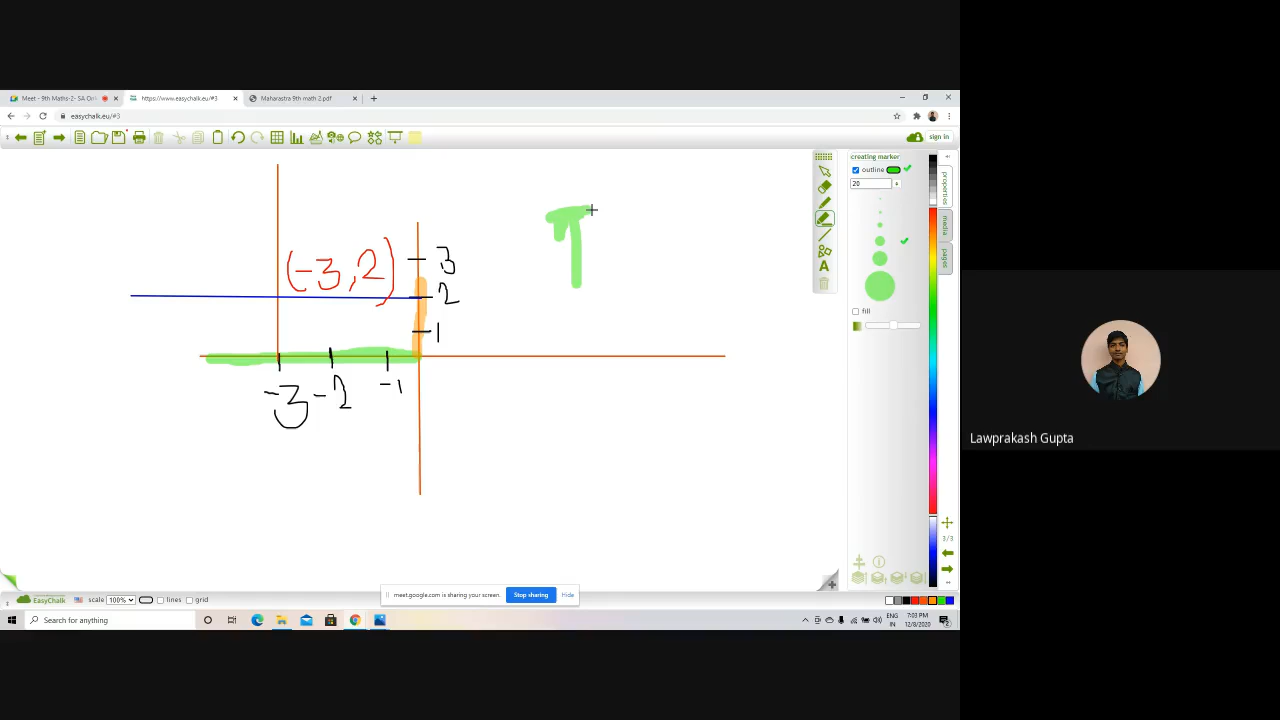 Meet - 9th Maths-2- SA On
https://www.easychalk.eu/#3
Maharastra 9th math 2.pdf
easychalk.eu/#3
sign in
creating marker
outline
20
fill
properties
media
pages
3/3
(-3,2)
3
2
1
-3 -2 -1
T
Lawprakash Gupta
meet.google.com is sharing your screen.
Stop sharing
Hide
EasyChalk
scale 100%
lines
grid
Search for anything
ENG
IN
7:03 PM
12/8/2020